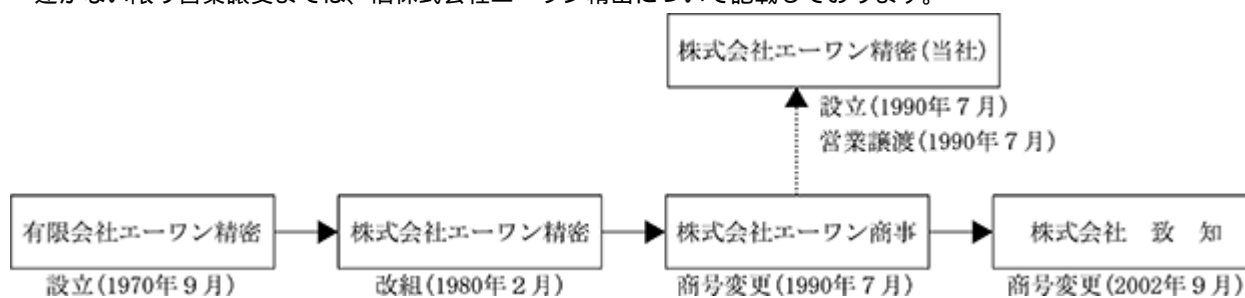 株式会社エーワン精密(当社)
設立(1990年7月)
営業譲渡(1990年7月)
有限会社エーワン精密
株式会社エーワン精密
株式会社エーワン商事
株式会社 致 知
設立(1970年9月)
改組(1980年2月)
商号変更(1990年7月)
商号変更(2002年9月)